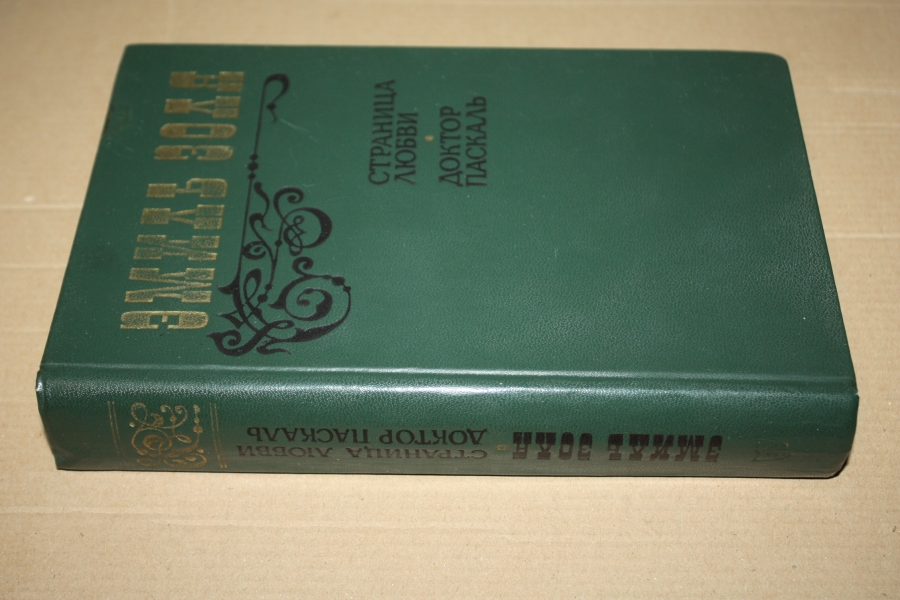 ЭМИЛЬ ЗОЛЯ
СТРАНИЦА
ЛЮБВИ
ДОКТОР
ПАСКАЛЬ
ЭМИЛЬ ЗОЛЯ
СТРАНИЦА ЛЮБВИ
ДОКТОР ПАСКАЛЬ